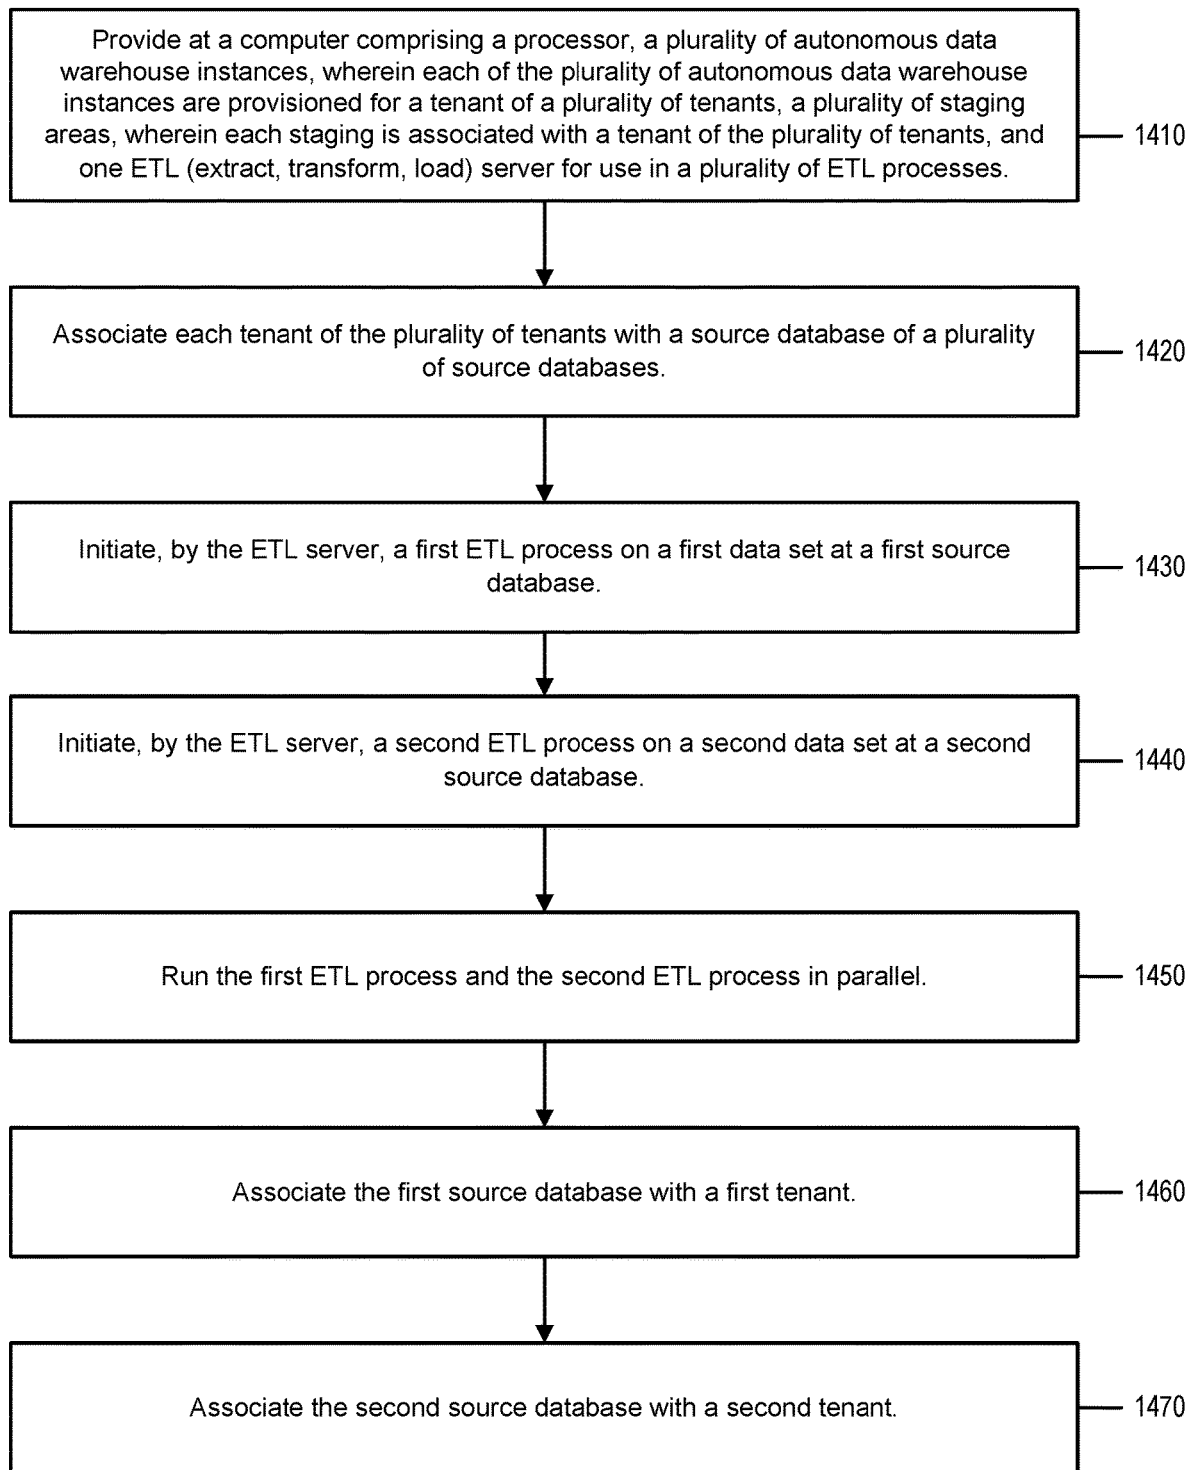 Provide at a computer comprising a processor, a plurality of autonomous data
warehouse instances, wherein each of the plurality of autonomous data warehouse
instances are provisioned for a tenant of a plurality of tenants, a plurality of staging
areas, wherein each staging is associated with a tenant of the plurality of tenants, and
one ETL (extract, transform, load) server for use in a plurality of ETL processes.
1410
Associate each tenant of the plurality of tenants with a source database of a plurality
of source databases.
1420
Initiate, by the ETL server, a first ETL process on a first data set at a first source
database.
1430
Initiate, by the ETL server, a second ETL process on a second data set at a second
source database.
1440
Run the first ETL process and the second ETL process in parallel.
1450
Associate the first source database with a first tenant.
1460
Associate the second source database with a second tenant.
1470